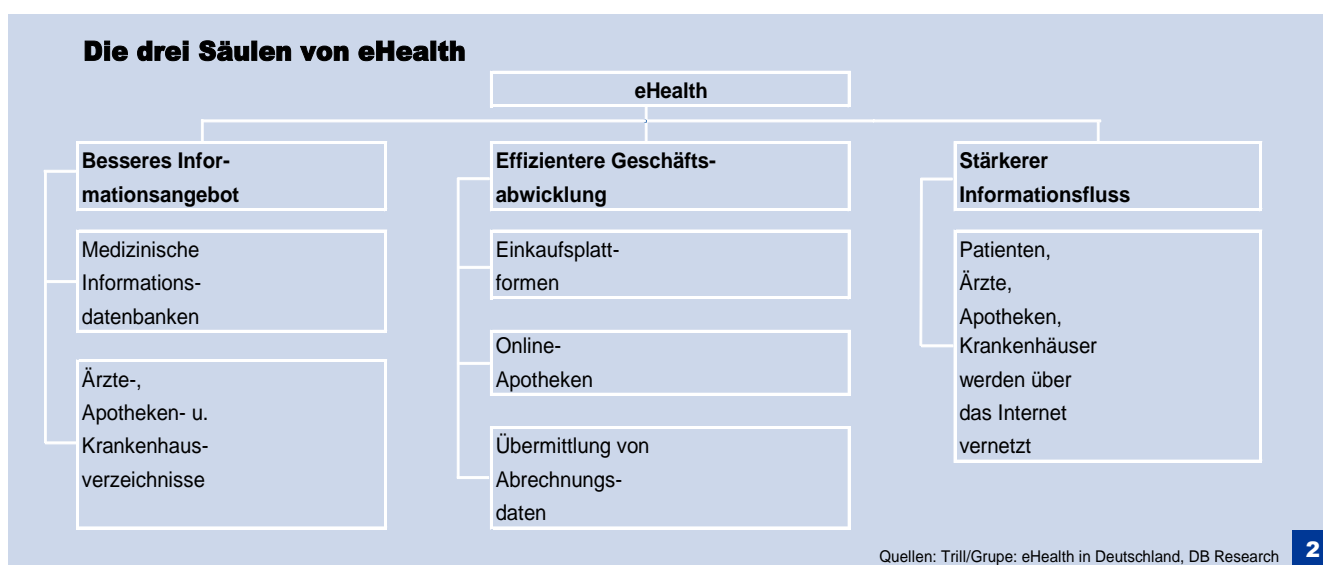 Die drei Säulen von eHealth
eHealth
Besseres Infor-
mationsangebot
Medizinische
Informations-
datenbanken
Ärzte-,
Apotheken- u.
Krankenhaus-
verzeichnisse
Effizientere Geschäfts-
abwicklung
Einkaufsplatt-
formen
Online-
Apotheken
Übermittlung von
Abrechnungs-
daten
Stärkerer
Informationsfluss
Patienten,
Ärzte,
Apotheken,
Krankenhäuser
werden über
das Internet
vernetzt
Quellen: Trill/Grupe: eHealth in Deutschland, DB Research
2